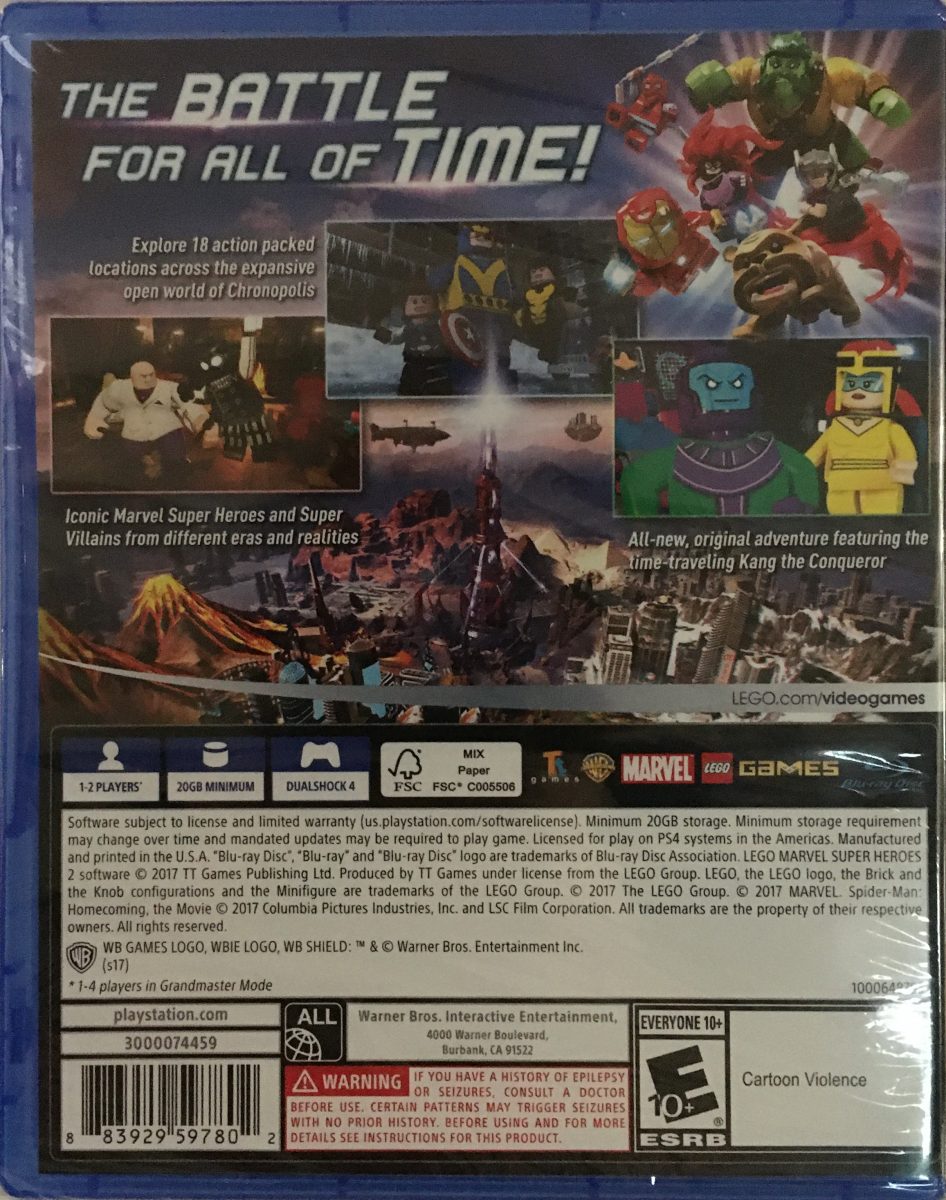 THE BATTLE
FOR ALL OF TIME!
Explore 18 action packed
locations across the expansive
open world of Chronopolis
Iconic Marvel Super Heroes and Super
Villains from different eras and realities
All-new, original adventure featuring the
time-traveling Kang the Conqueror
LEGO.com/videogames
1-2 PLAYERS*
20GB MINIMUM
DUALSHOCK 4
FSC
MIX
Paper
FSC® C005506
games
WB
MARVEL
LEGO
GAMES
Blu-ray Disc
Software subject to license and limited warranty (us.playstation.com/softwarelicense). Minimum 20GB storage. Minimum storage requirement
may change over time and mandated updates may be required to play game. Licensed for play on PS4 systems in the Americas. Manufactured
and printed in the U.S.A. "Blu-ray Disc", "Blu-ray" and "Blu-ray Disc" logo are trademarks of Blu-ray Disc Association. LEGO MARVEL SUPER HEROES
2 software © 2017 TT Games Publishing Ltd. Produced by TT Games under license from the LEGO Group. LEGO, the LEGO logo, the Brick and
the Knob configurations and the Minifigure are trademarks of the LEGO Group. © 2017 The LEGO Group. © 2017 MARVEL. Spider-Man:
Homecoming, the Movie © 2017 Columbia Pictures Industries, Inc. and LSC Film Corporation. All trademarks are the property of their respective
owners. All rights reserved.
WB GAMES LOGO, WBIE LOGO, WB SHIELD: ™ & © Warner Bros. Entertainment Inc.
(s17)
* 1-4 players in Grandmaster Mode
playstation.com
3000074459
8 83929 59780 2
ALL
Warner Bros. Interactive Entertainment,
4000 Warner Boulevard,
Burbank, CA 91522
WARNING IF YOU HAVE A HISTORY OF EPILEPSY
OR SEIZURES, CONSULT A DOCTOR
BEFORE USE. CERTAIN PATTERNS MAY TRIGGER SEIZURES
WITH NO PRIOR HISTORY. BEFORE USING AND FOR MORE
DETAILS SEE INSTRUCTIONS FOR THIS PRODUCT.
EVERYONE 10+
E
10+
ESRB
Cartoon Violence